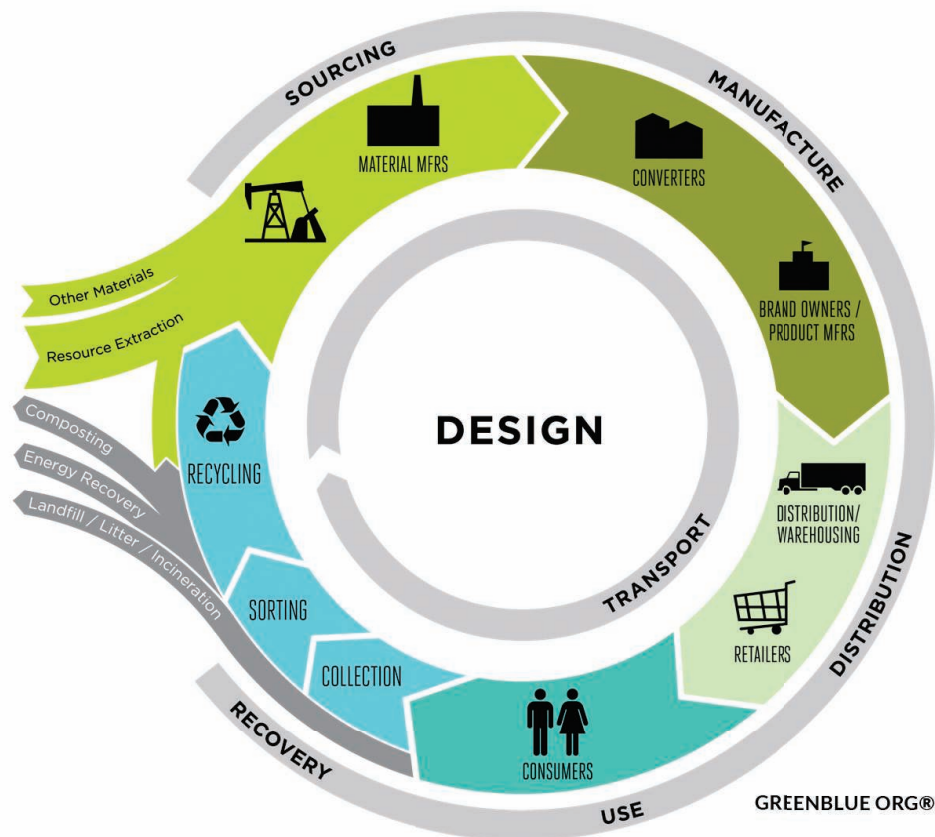 SOURCING
MANUFACTURE
MATERIAL MFRS
CONVERTERS
BRAND OWNERS /
PRODUCT MFRS
Other Materials
Resource Extraction
Composting
Energy Recovery
Landfill / Litter / Incineration
RECYCLING
DESIGN
TRANSPORT
DISTRIBUTION/
WAREHOUSING
DISTRIBUTION
SORTING
RETAILERS
COLLECTION
RECOVERY
CONSUMERS
USE
GREENBLUE ORG®